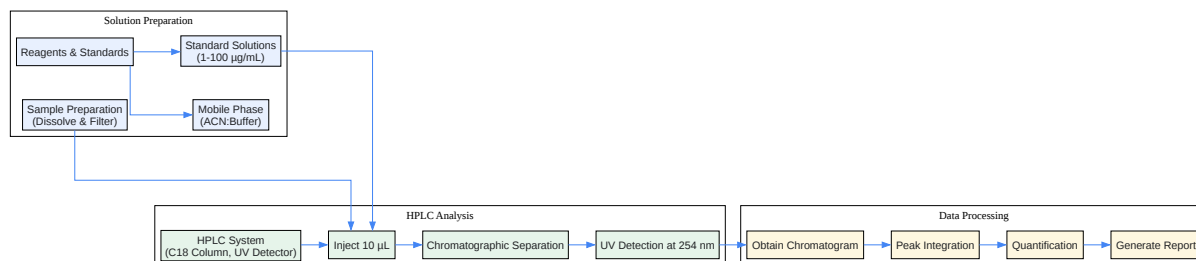 Solution Preparation
Reagents & Standards
Standard Solutions
(1-100 µg/mL)
Sample Preparation
(Dissolve & Filter)
Mobile Phase
(ACN:Buffer)
HPLC Analysis
HPLC System
(C18 Column, UV Detector)
Inject 10 µL
Chromatographic Separation
UV Detection at 254 nm
Data Processing
Obtain Chromatogram
Peak Integration
Quantification
Generate Report